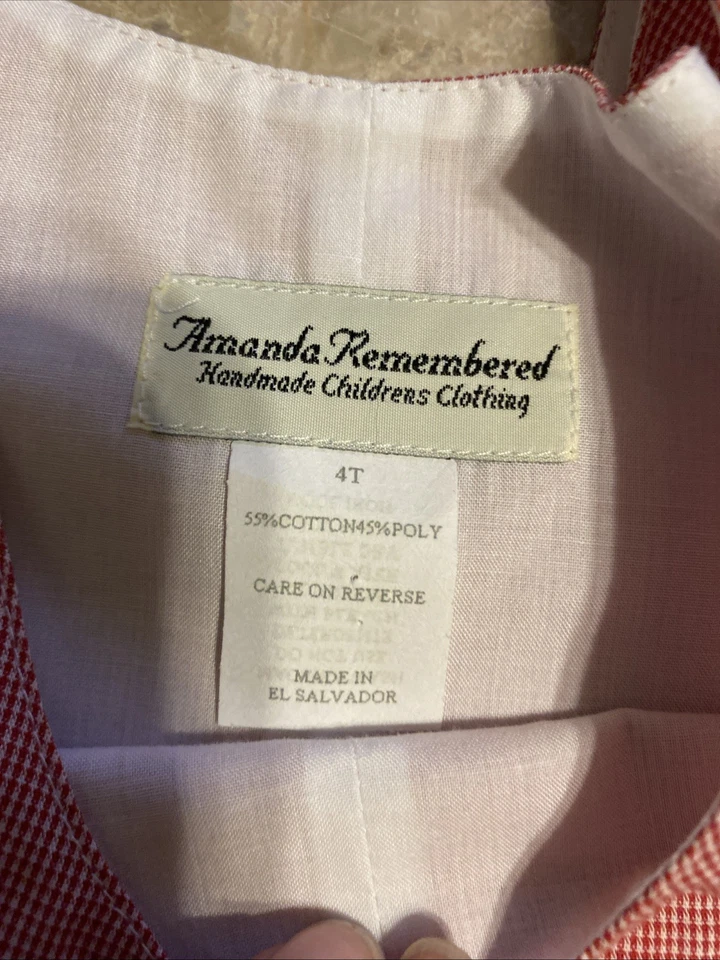 Amanda Remembered
Handmade Childrens Clothing
4T
55%COTTON45%POLY
CARE ON REVERSE
MADE IN
EL SALVADOR